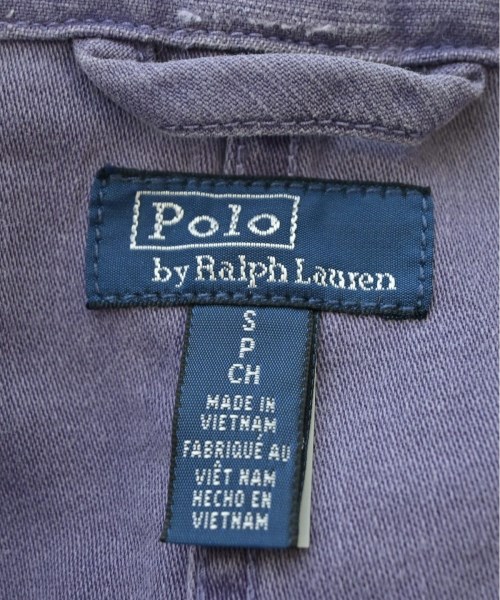 Polo
by Ralph Lauren
S
P
CH
MADE IN
VIETNAM
FABRIQUÉ AU
VIÊT NAM
HECHO EN
VIETNAM